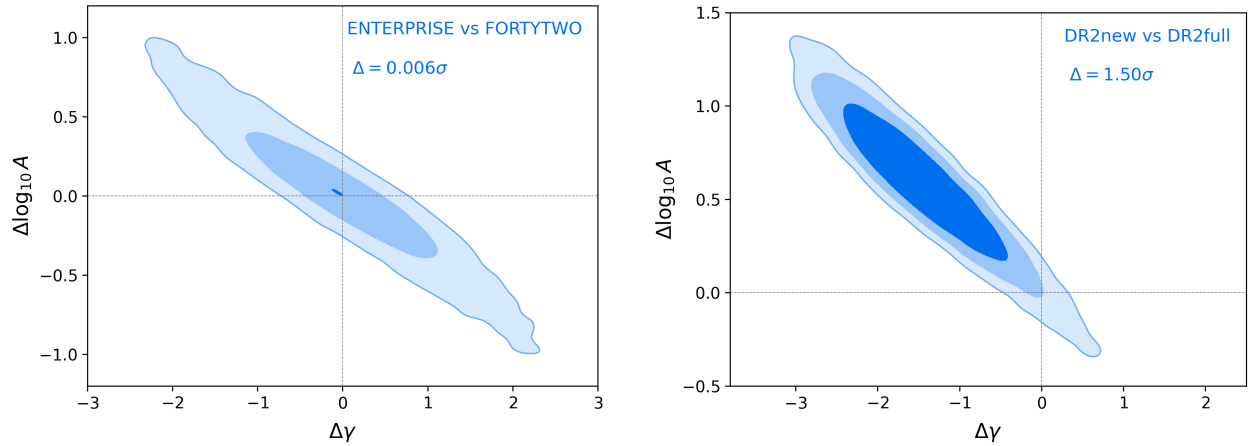 ENTERPRISE vs FORTYTWO
Δ = 0.006σ
1.0
0.5
0.0
−0.5
−1.0
Δlog₁₀A
−3 −2 −1 0 1 2 3
Δγ
DR2new vs DR2full
Δ = 1.50σ
1.5
1.0
0.5
0.0
−0.5
Δlog₁₀A
−3 −2 −1 0 1 2
Δγ